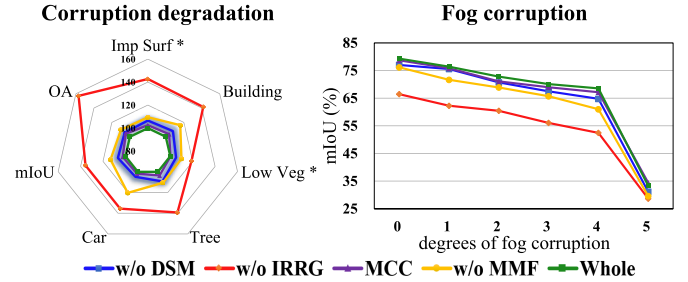 Corruption degradation
Imp Surf *
160
140
120
100
80
OA
Building
mIoU
Low Veg *
Car
Tree
Fog corruption
85
75
65
55
45
35
25
mIoU (%)
0 1 2 3 4 5
degrees of fog corruption
w/o DSM w/o IRRG MCC w/o MMF Whole